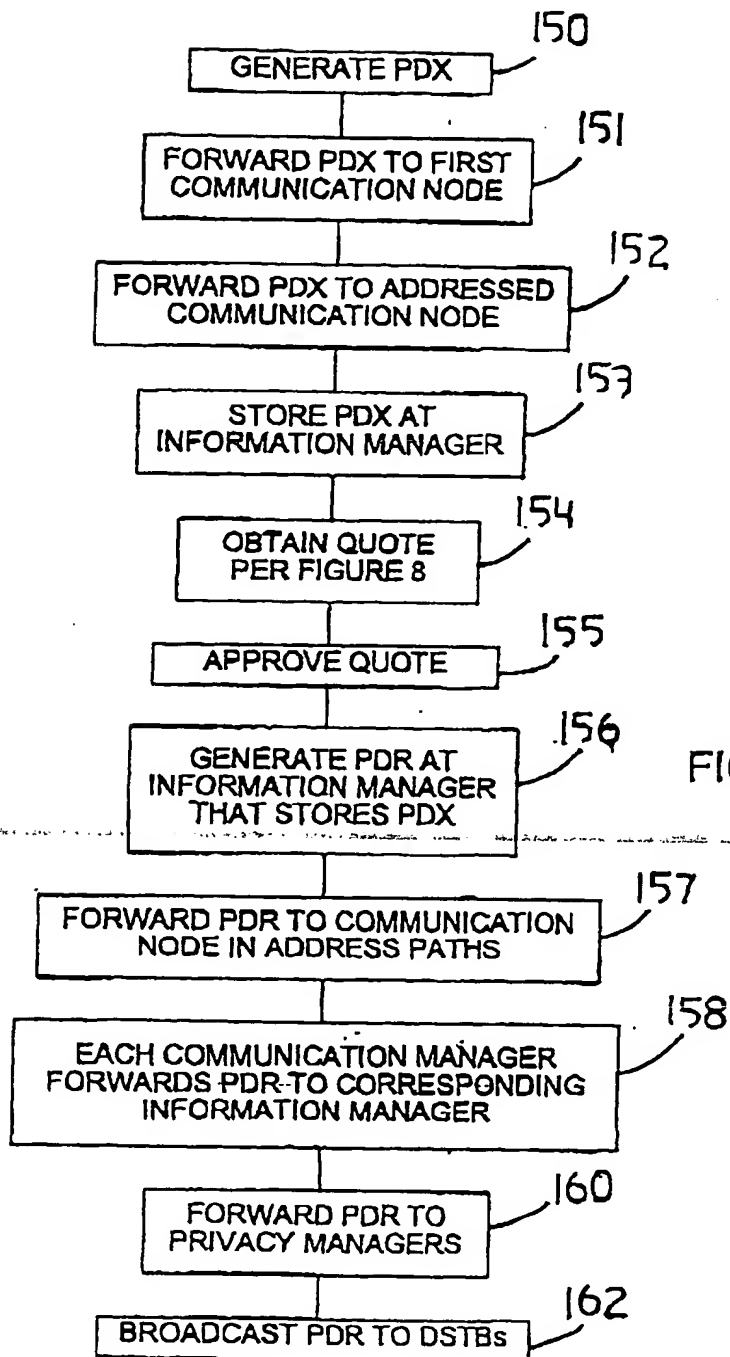 150
GENERATE PDX
151
FORWARD PDX TO FIRST
COMMUNICATION NODE
152
FORWARD PDX TO ADDRESSED
COMMUNICATION NODE
153
STORE PDX AT
INFORMATION MANAGER
154
OBTAIN QUOTE
PER FIGURE 8
155
APPROVE QUOTE
156
GENERATE PDR AT
INFORMATION MANAGER
THAT STORES PDX
FIG
157
FORWARD PDR TO COMMUNICATION
NODE IN ADDRESS PATHS
158
EACH COMMUNICATION MANAGER
FORWARDS PDR TO CORRESPONDING
INFORMATION MANAGER
160
FORWARD PDR TO
PRIVACY MANAGERS
162
BROADCAST PDR TO DSTBs